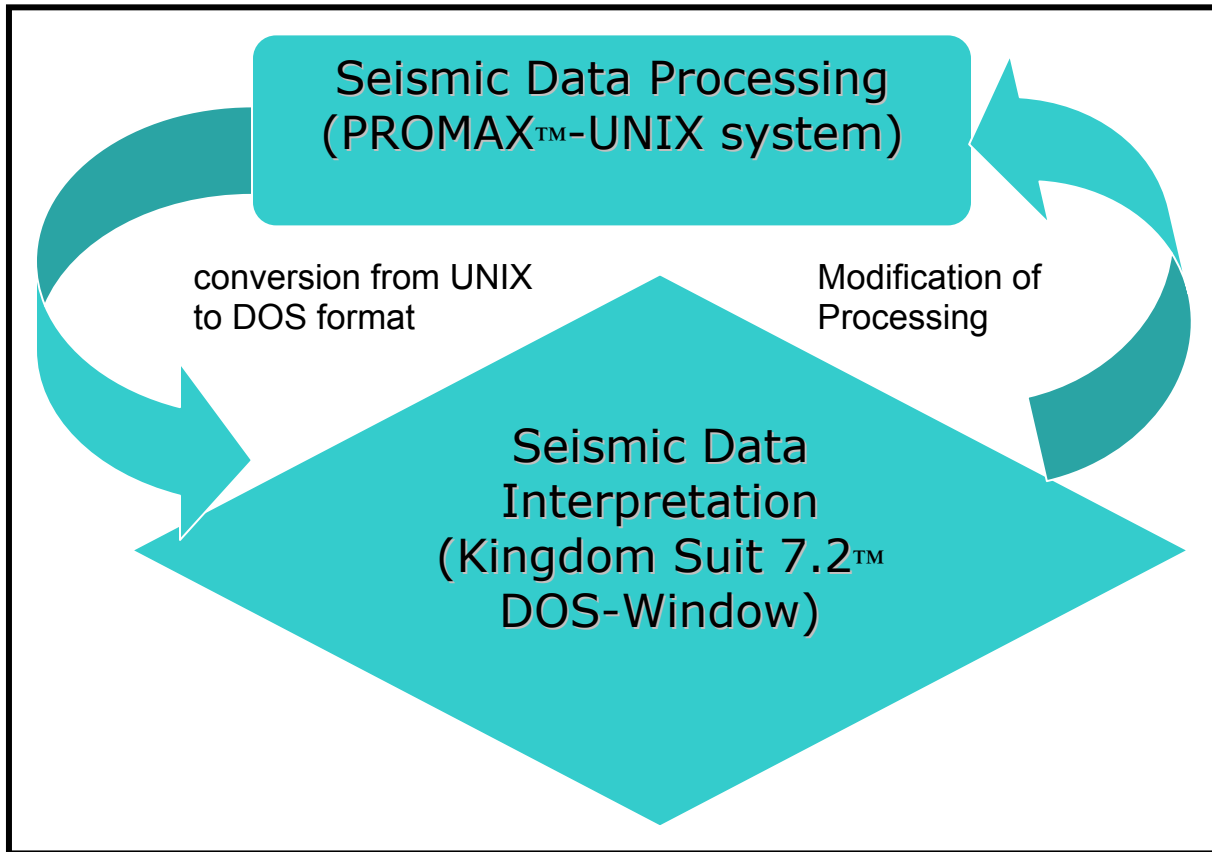 Seismic Data Processing
(PROMAX™-UNIX system)
conversion from UNIX
to DOS format
Modification of
Processing
Seismic Data
Interpretation
(Kingdom Suit 7.2™
DOS-Window)